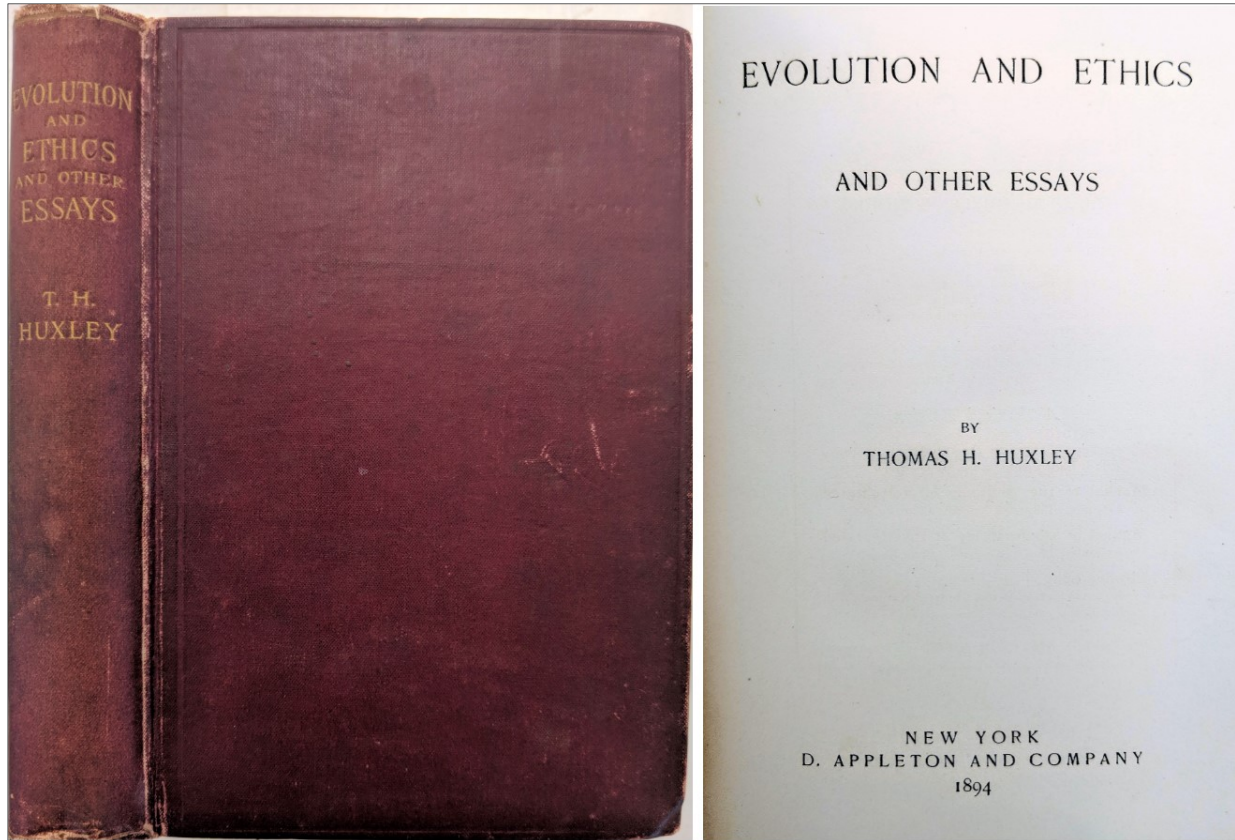 EVOLUTION
AND
ETHICS
AND OTHER
ESSAYS
T. H.
HUXLEY
EVOLUTION AND ETHICS
AND OTHER ESSAYS
BY
THOMAS H. HUXLEY
NEW YORK
D. APPLETON AND COMPANY
1894